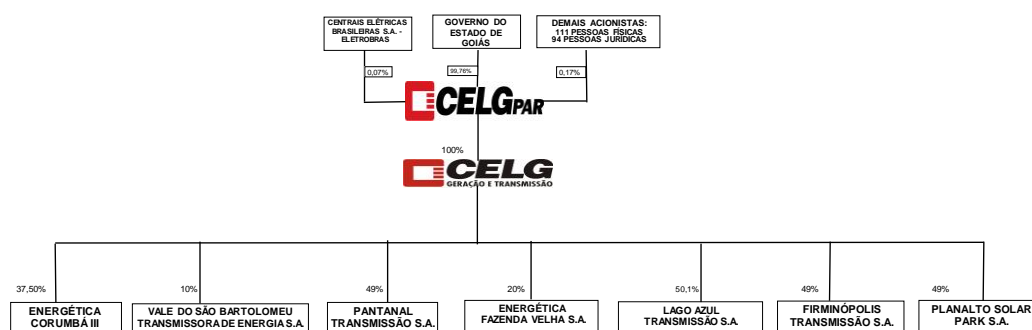 CENTRAIS ELÉTRICAS
BRASILEIRAS S.A. -
ELETROBRAS
GOVERNO DO
ESTADO DE
GOIÁS
DEMAIS ACIONISTAS:
111 PESSOAS FÍSICAS
94 PESSOAS JURÍDICAS
0,07%
99,76%
0,17%
CELGPAR
100%
CELG
GERAÇÃO E TRANSMISSÃO
37,50%
10%
49%
20%
50,1%
49%
49%
ENERGÉTICA
CORUMBÁ III
VALE DO SÃO BARTOLOMEU
TRANSMISSORA DE ENERGIA S.A.
PANTANAL
TRANSMISSÃO S.A.
ENERGÉTICA
FAZENDA VELHA S.A.
LAGO AZUL
TRANSMISSÃO S.A.
FIRMINÓPOLIS
TRANSMISSÃO S.A.
PLANALTO SOLAR
PARK S.A.